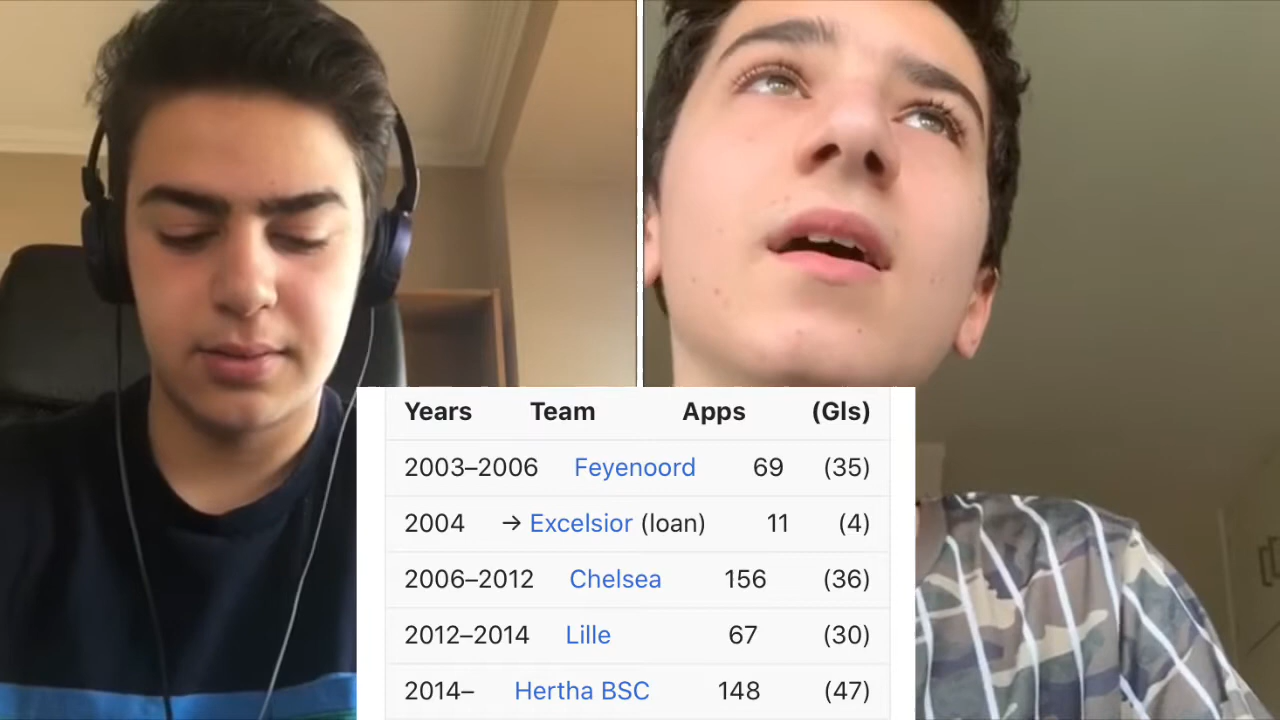 Years Team Apps (Gls)
2003–2006 Feyenoord 69 (35)
2004 → Excelsior (loan) 11 (4)
2006–2012 Chelsea 156 (36)
2012–2014 Lille 67 (30)
2014– Hertha BSC 148 (47)